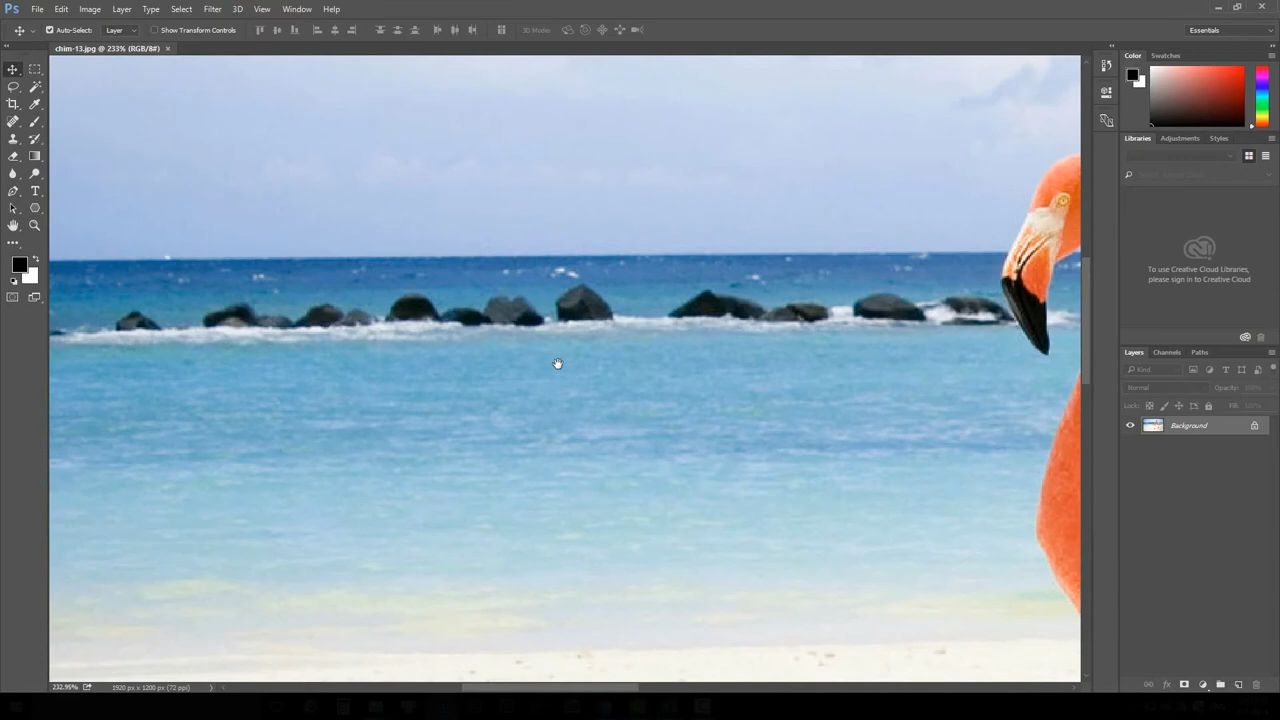 Ps File Edit Image Layer Type Select Filter 3D View Window Help
Auto-Select: Layer Show Transform Controls 3D Mode: Essentials
chim-13.jpg @ 233% (RGB/8#) ×
Color Swatches
Libraries Adjustments Styles
To use Creative Cloud Libraries,
please sign in to Creative Cloud
Layers Channels Paths
Kind
Normal Opacity: 100%
Lock: Fill: 100%
Background
232.95% 1920 px x 1200 px (72 ppi)